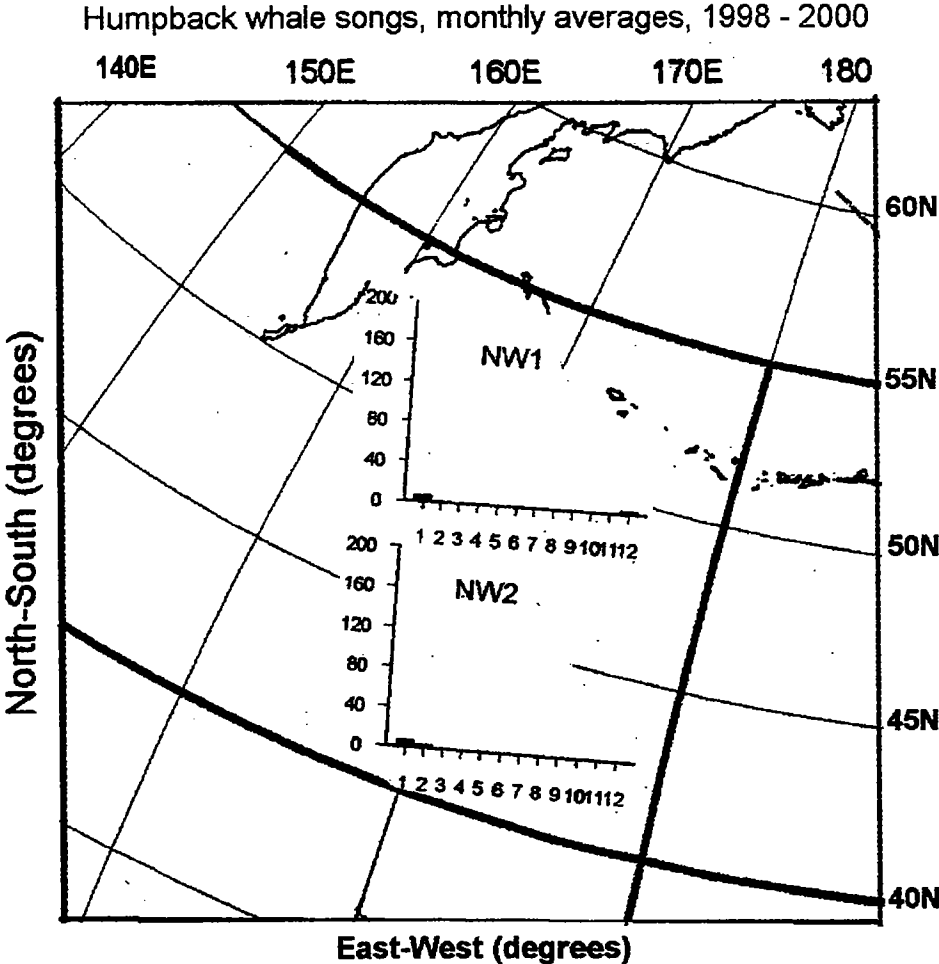 Humpback whale songs, monthly averages, 1998 - 2000
140E 150E 160E 170E 180
60N
200
160
NW1
55N
120
80
40
0
1 2 3 4 5 6 7 8 9 10 11 12
50N
200
160
NW2
120
80
40
45N
0
1 2 3 4 5 6 7 8 9 10 11 12
40N
North-South (degrees)
East-West (degrees)